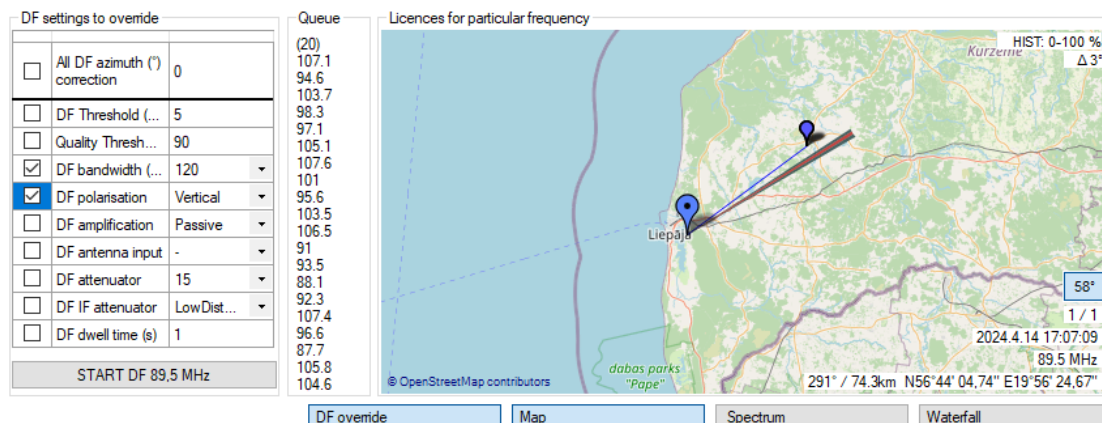 DF settings to override
All DF azimuth (°) correction 0
DF Threshold (... 5
Quality Thresh... 90
DF bandwidth (... 120
DF polarisation Vertical
DF amplification Passive
DF antenna input -
DF attenuator 15
DF IF attenuator LowDist...
DF dwell time (s) 1
START DF 89,5 MHz
Queue
(20)
107.1
94.6
103.7
98.3
97.1
105.1
107.6
101
95.6
103.5
106.5
91
93.5
88.1
92.3
107.4
96.6
87.7
105.8
104.6
Licences for particular frequency
HIST: 0-100 %
Δ 3°
Kurzeme
Liepāja
dabas parks
"Pape"
58°
1 / 1
2024.4.14 17:07:09
89.5 MHz
291° / 74.3km N56°44' 04,74" E19°56' 24,67"
© OpenStreetMap contributors
DF override
Map
Spectrum
Waterfall